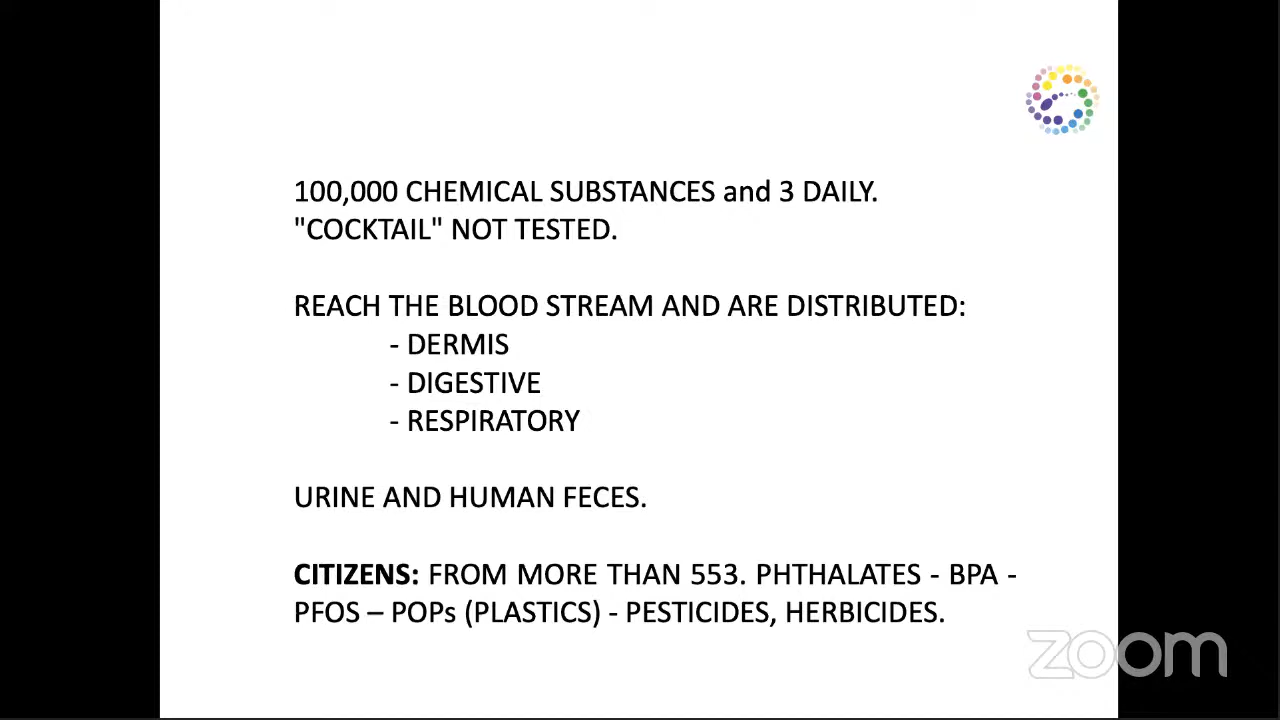 100,000 CHEMICAL SUBSTANCES and 3 DAILY.
"COCKTAIL" NOT TESTED.
REACH THE BLOOD STREAM AND ARE DISTRIBUTED:
- DERMIS
- DIGESTIVE
- RESPIRATORY
URINE AND HUMAN FECES.
CITIZENS: FROM MORE THAN 553. PHTHALATES - BPA -
PFOS – POPs (PLASTICS) - PESTICIDES, HERBICIDES.
zoom